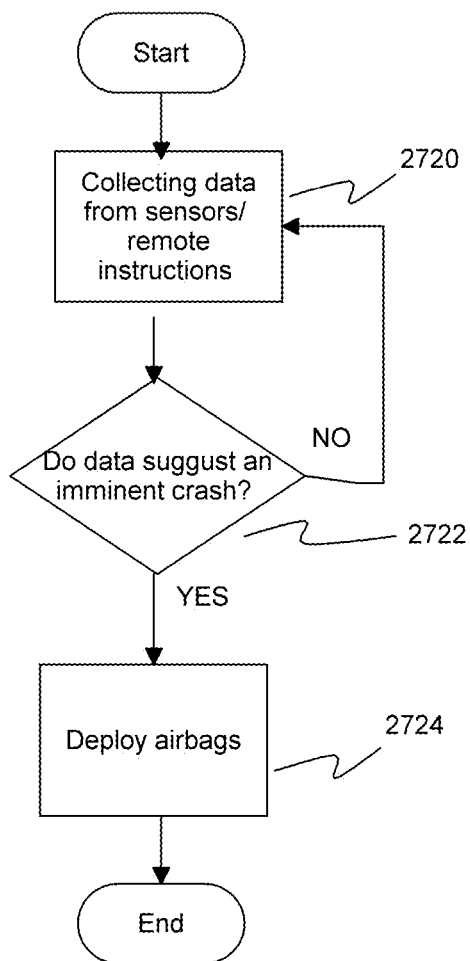 Start
2720
Collecting data
from sensors/
remote
instructions
NO
Do data suggust an
imminent crash?
2722
YES
2724
Deploy airbags
End